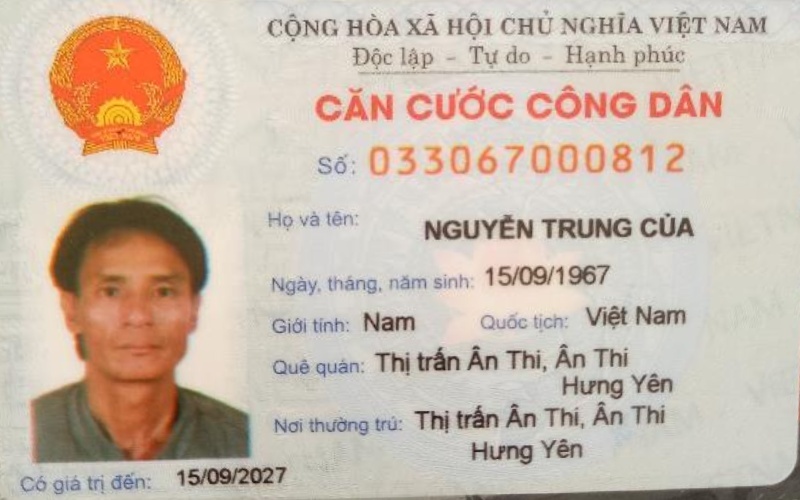 CỘNG HÒA XÃ HỘI CHỦ NGHĨA VIỆT NAM
Độc lập - Tự do - Hạnh phúc
CĂN CƯỚC CÔNG DÂN
Số: 033067000812
Họ và tên: NGUYỄN TRUNG CỦA
Ngày, tháng, năm sinh: 15/09/1967
Giới tính: Nam Quốc tịch: Việt Nam
Quê quán: Thị trấn Ân Thi, Ân Thi
Hưng Yên
Nơi thường trú: Thị trấn Ân Thi, Ân Thi
Hưng Yên
Có giá trị đến: 15/09/2027